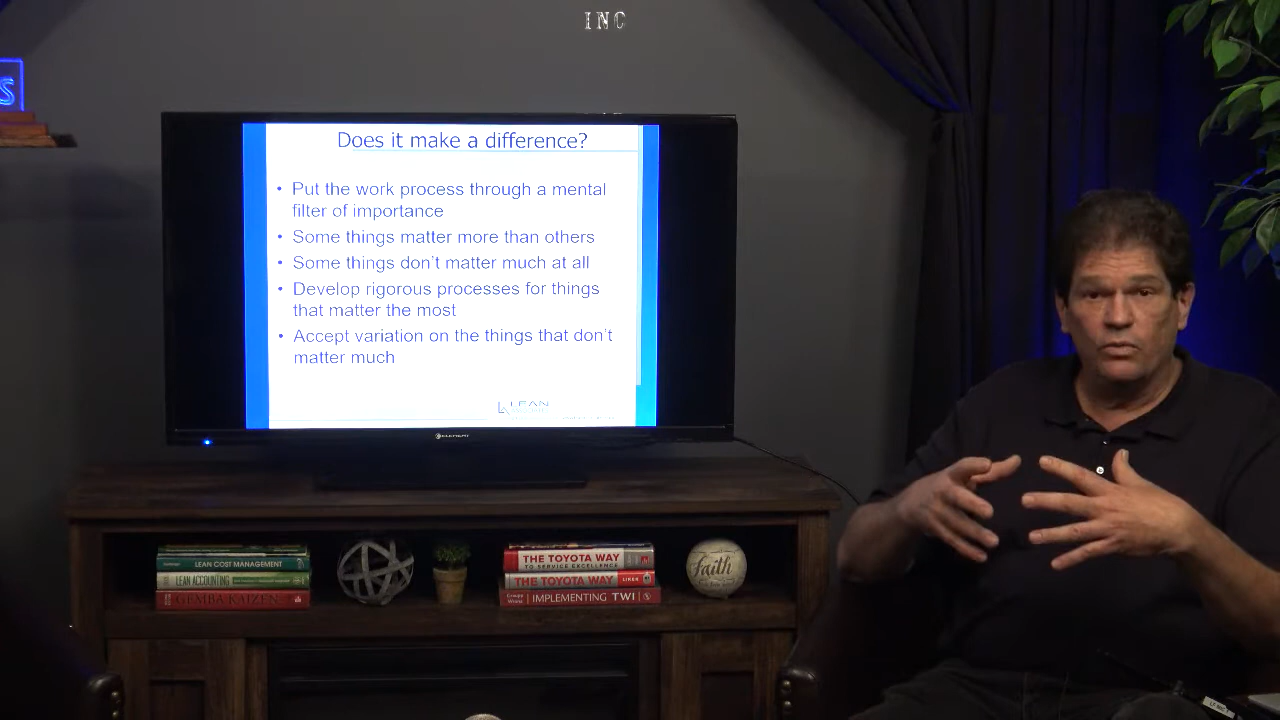 INC
S
Does it make a difference?
• Put the work process through a mental
filter of importance
• Some things matter more than others
• Some things don't matter much at all
• Develop rigorous processes for things
that matter the most
• Accept variation on the things that don't
matter much
LEAN
ELEMENT
LEAN COST MANAGEMENT
LEAN ACCOUNTING
GEMBA KAIZEN
THE TOYOTA WAY
TO SERVICE EXCELLENCE
THE TOYOTA WAY
LIKER
IMPLEMENTING TWI
Faith